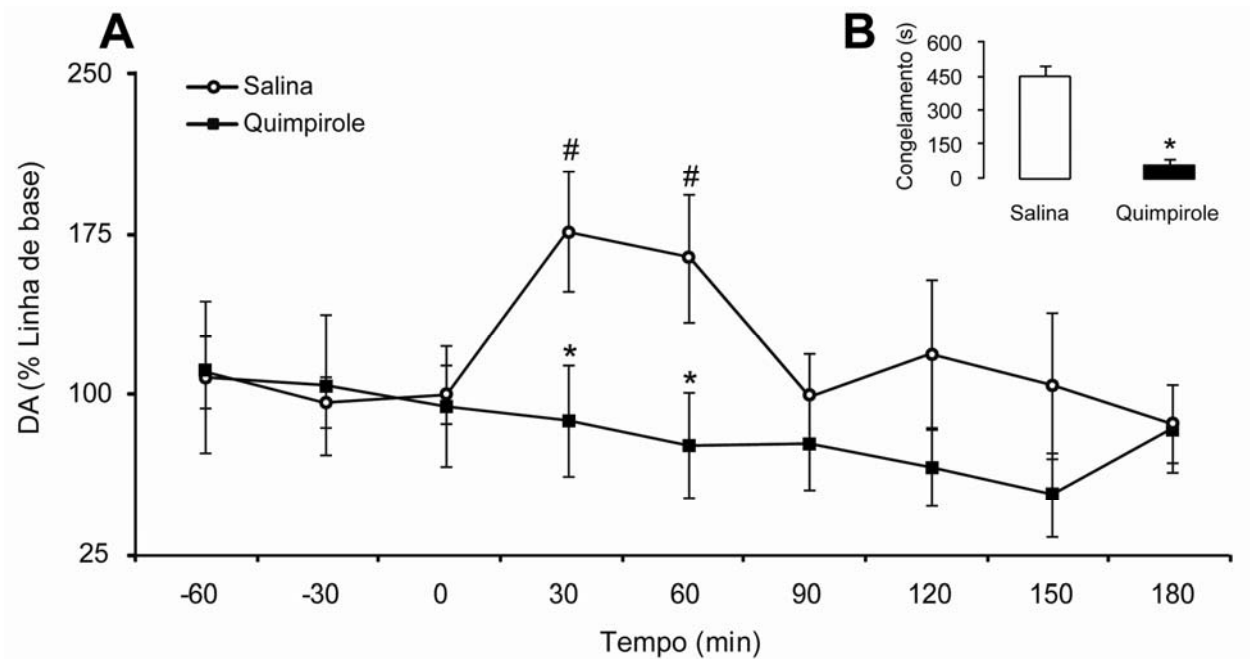 A
B
250
175
100
25
DA (% Linha de base)
Salina
Quimpirole
#
#
*
*
-60 -30 0 30 60 90 120 150 180
Tempo (min)
600
450
300
150
0
Congelamento (s)
*
Salina Quimpirole